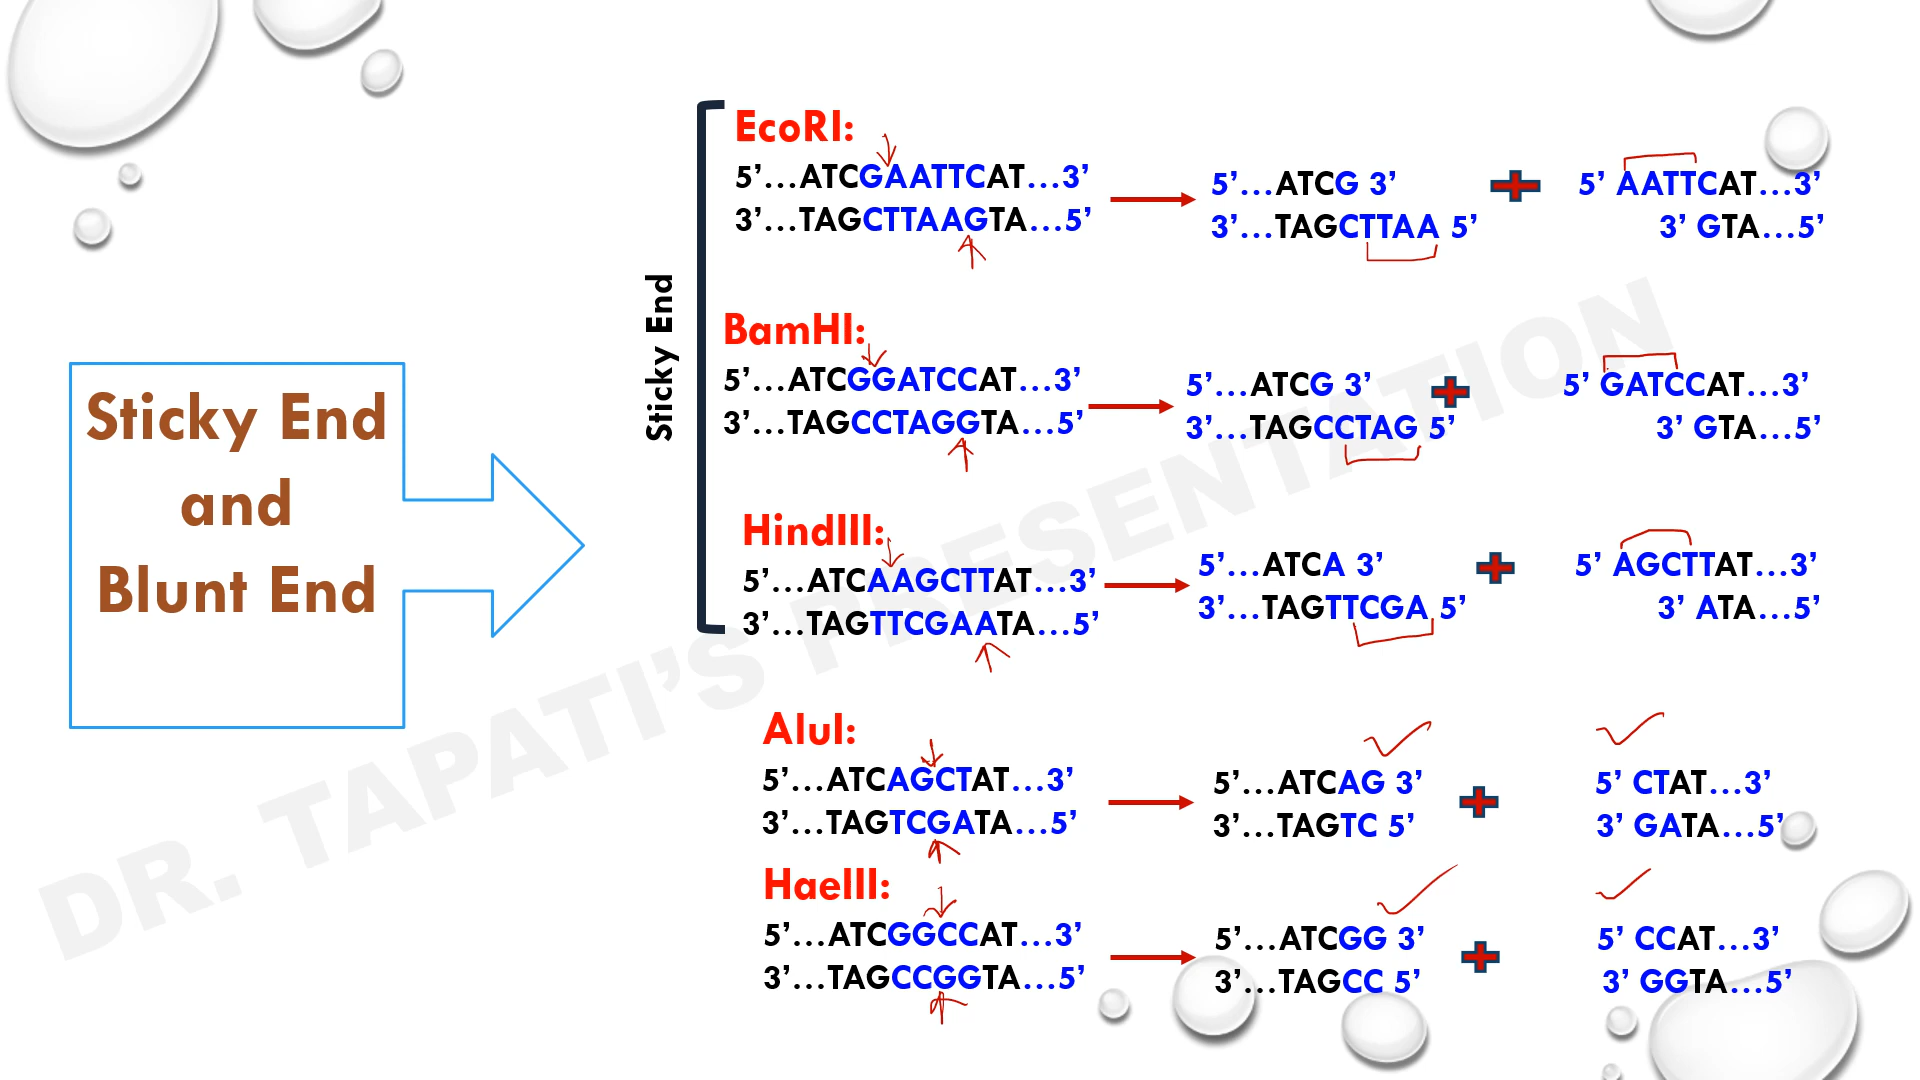 Sticky End
and
Blunt End
Sticky End
EcoRI:
5’...ATCGAATTCAT...3’
3’...TAGCTTAAGTA...5’
5’...ATCG 3’
3’...TAGCTTAA 5’
5’ AATTCAT...3’
3’ GTA...5’
BamHI:
5’...ATCGGATCCAT...3’
3’...TAGCCTAGGTA...5’
5’...ATCG 3’
3’...TAGCCTAG 5’
5’ GATCCAT...3’
3’ GTA...5’
HindIII:
5’...ATCAAGCTTAT...3’
3’...TAGTTCGAATA...5’
5’...ATCA 3’
3’...TAGTTCGA 5’
5’ AGCTTAT...3’
3’ ATA...5’
AluI:
5’...ATCAGCTAT...3’
3’...TAGTCGATA...5’
5’...ATCAG 3’
3’...TAGTC 5’
5’ CTAT...3’
3’ GATA...5’
HaeIII:
5’...ATCGGCCAT...3’
3’...TAGCCGGTA...5’
5’...ATCGG 3’
3’...TAGCC 5’
5’ CCAT...3’
3’ GGTA...5’
DR. TAPATI’S PRESENTATION